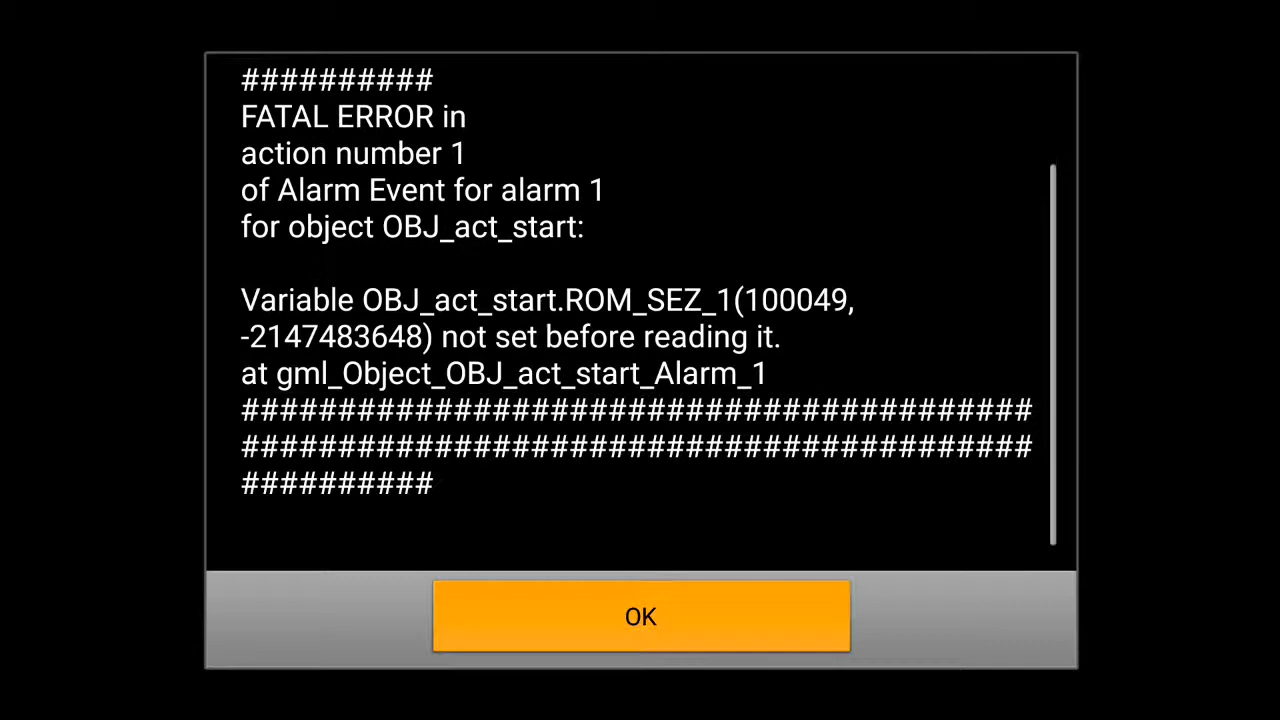 ##########
FATAL ERROR in
action number 1
of Alarm Event for alarm 1
for object OBJ_act_start:
Variable OBJ_act_start.ROM_SEZ_1(100049,
-2147483648) not set before reading it.
at gml_Object_OBJ_act_start_Alarm_1
#########################################
#########################################
##########
OK